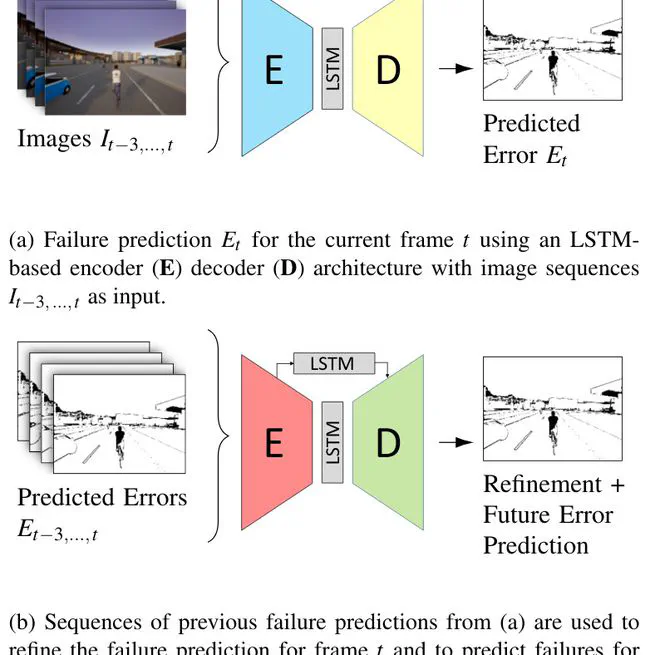 E
LSTM
D
Images I_{t−3,...,t}
Predicted
Error E_t
(a) Failure prediction E_t for the current frame t using an LSTM-
based encoder (E) decoder (D) architecture with image sequences
I_{t−3,...,t} as input.
LSTM
E
LSTM
D
Predicted Errors
E_{t−3,...,t}
Refinement +
Future Error
Prediction
(b) Sequences of previous failure predictions from (a) are used to
refine the failure prediction for frame t and to predict failures for